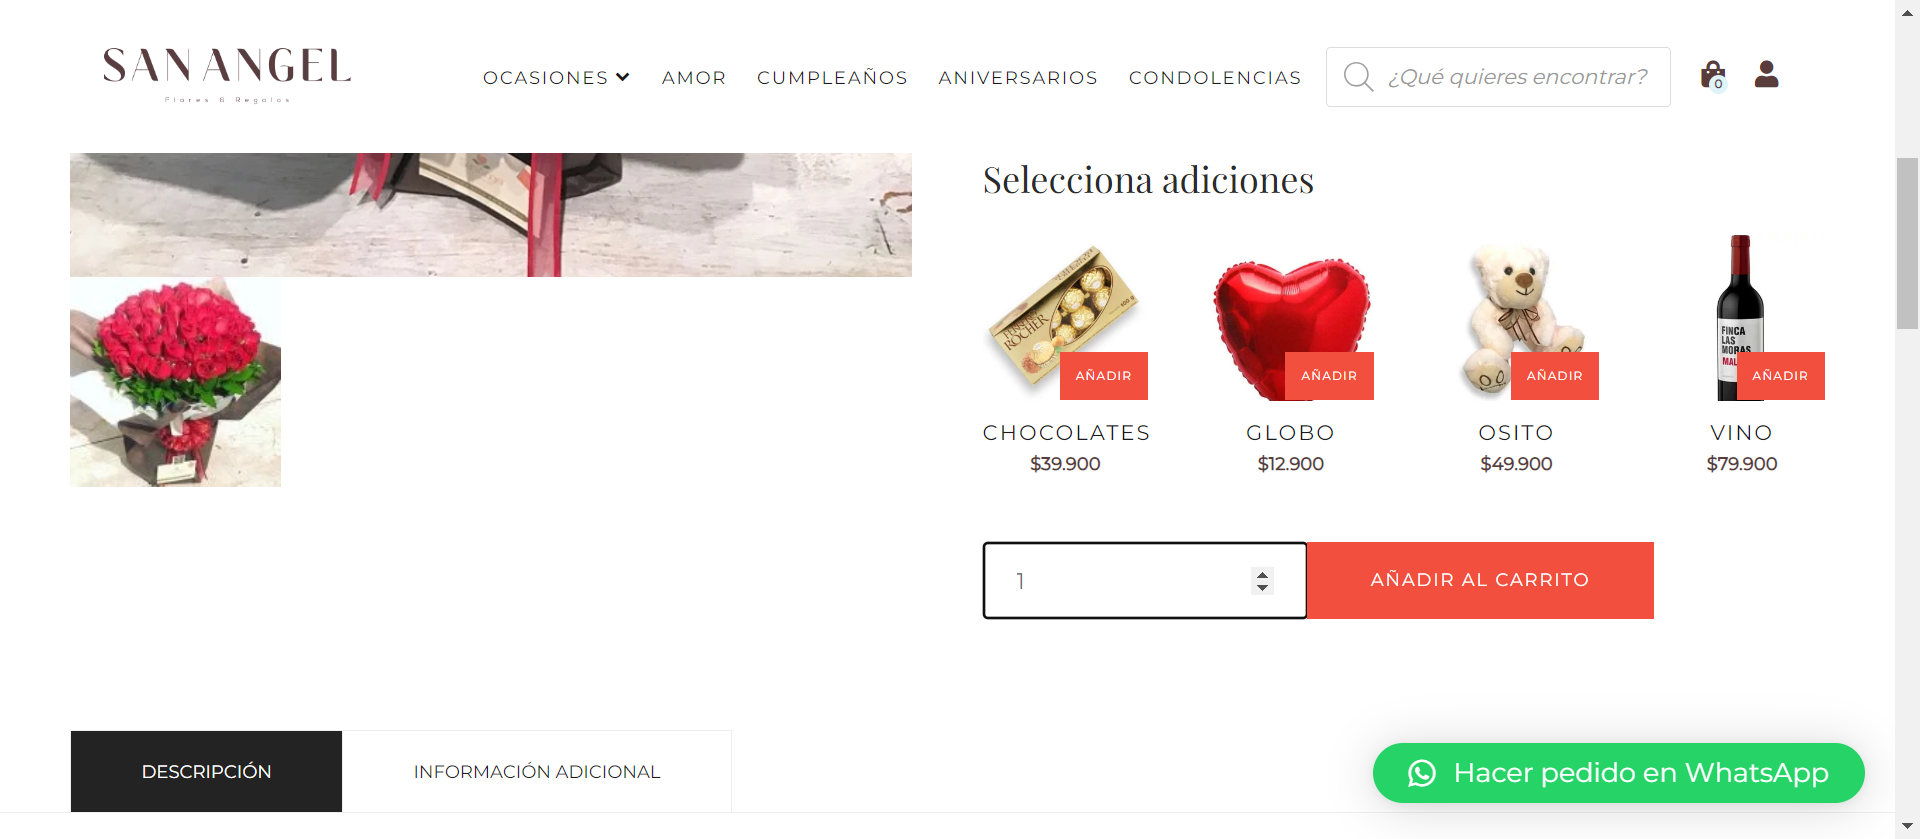 SAN ANGEL
Flores & Regalos
OCASIONES
AMOR
CUMPLEAÑOS
ANIVERSARIOS
CONDOLENCIAS
¿Qué quieres encontrar?
0
Selecciona adiciones
FERRERO
ROCHER
100 g
FINCA
LAS
MORAS
MAL
AÑADIR
AÑADIR
AÑADIR
AÑADIR
CHOCOLATES
GLOBO
OSITO
VINO
$39.900
$12.900
$49.900
$79.900
1
AÑADIR AL CARRITO
DESCRIPCIÓN
INFORMACIÓN ADICIONAL
Hacer pedido en WhatsApp